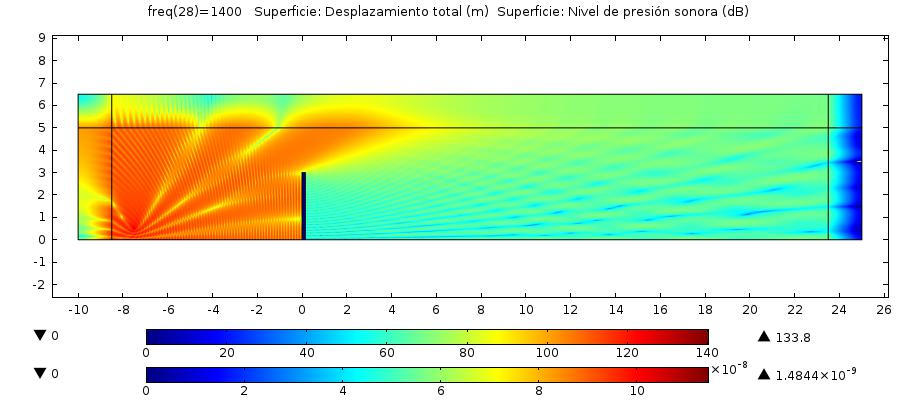 freq(28)=1400 Superficie: Desplazamiento total (m) Superficie: Nivel de presión sonora (dB)
9
8
7
6
5
4
3
2
1
0
-1
-2
-10 -8 -6 -4 -2 0 2 4 6 8 10 12 14 16 18 20 22 24 26
▼ 0 ▲ 133.8
0 20 40 60 80 100 120 140
×10⁻⁸
▼ 0 ▲ 1.4844×10⁻⁹
0 2 4 6 8 10